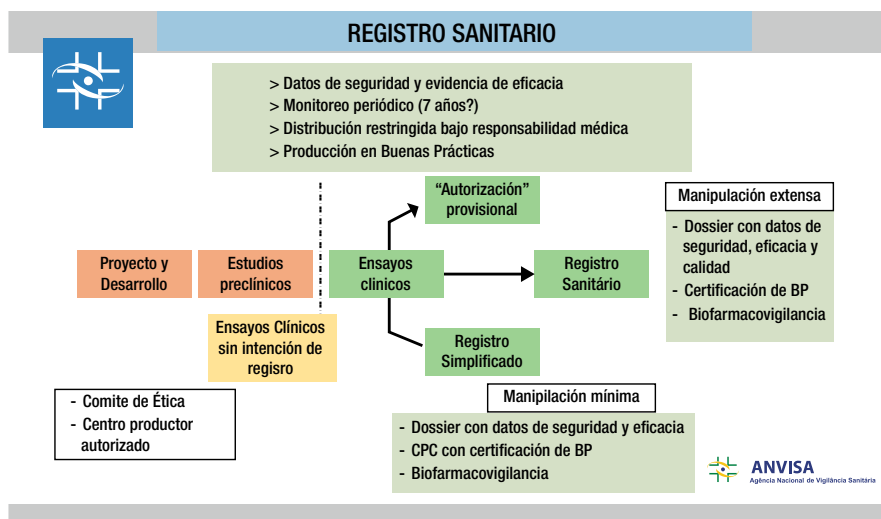 REGISTRO SANITARIO
> Datos de seguridad y evidencia de eficacia
> Monitoreo periódico (7 años?)
> Distribución restringida bajo responsabilidad médica
> Producción en Buenas Prácticas
“Autorización”
provisional
Manipulación extensa
- Dossier con datos de
seguridad, eficacia y
calidad
- Certificación de BP
- Biofarmacovigilancia
Proyecto y
Desarrollo
Estudios
preclínicos
Ensayos
clinicos
Registro
Sanitário
Ensayos Clínicos
sin intención de
regisro
Registro
Simplificado
- Comite de Ética
- Centro productor
autorizado
Manipilación mínima
- Dossier con datos de seguridad y eficacia
- CPC con certificación de BP
- Biofarmacovigilancia
ANVISA
Agência Nacional de Vigilância Sanitária